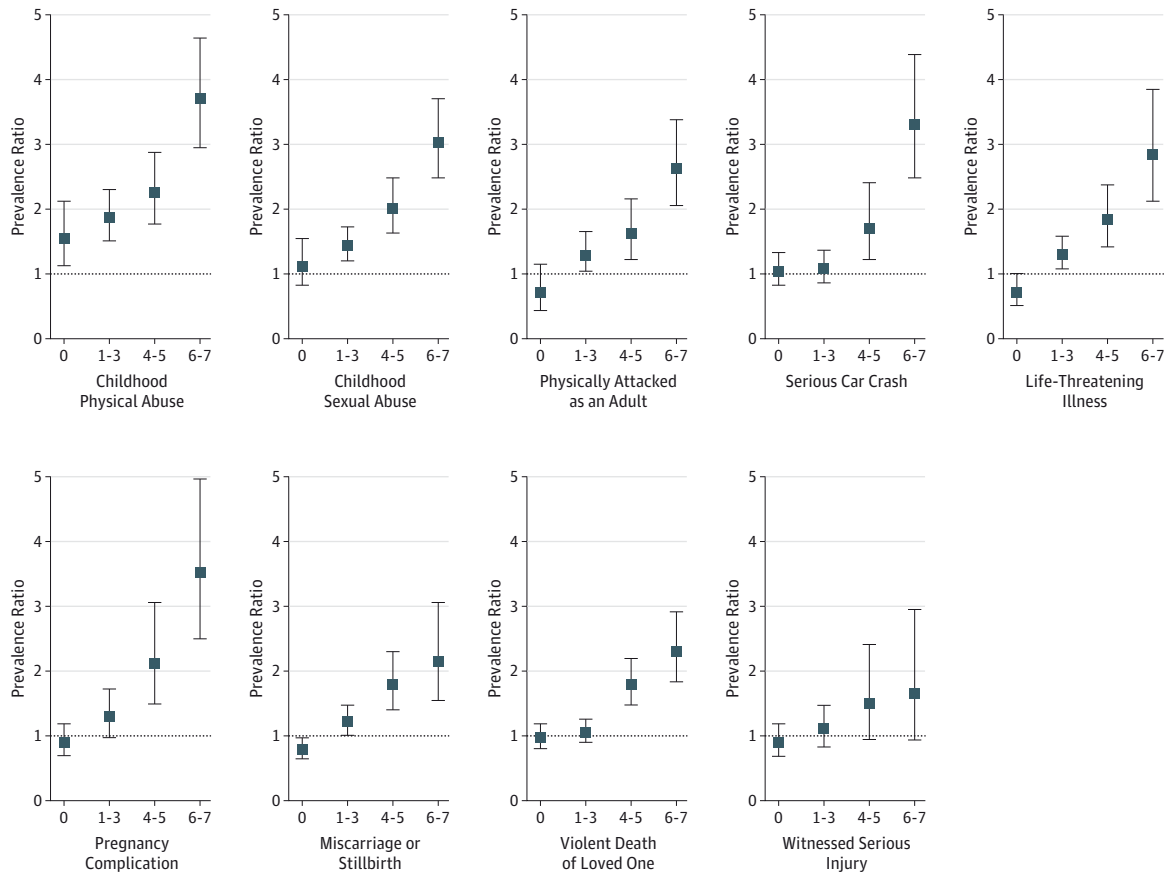 5
4
3
2
1
0
Prevalence Ratio
0 1-3 4-5 6-7
Childhood
Physical Abuse
5
4
3
2
1
0
Prevalence Ratio
0 1-3 4-5 6-7
Childhood
Sexual Abuse
5
4
3
2
1
0
Prevalence Ratio
0 1-3 4-5 6-7
Physically Attacked
as an Adult
5
4
3
2
1
0
Prevalence Ratio
0 1-3 4-5 6-7
Serious Car Crash
5
4
3
2
1
0
Prevalence Ratio
0 1-3 4-5 6-7
Life-Threatening
Illness
5
4
3
2
1
0
Prevalence Ratio
0 1-3 4-5 6-7
Pregnancy
Complication
5
4
3
2
1
0
Prevalence Ratio
0 1-3 4-5 6-7
Miscarriage or
Stillbirth
5
4
3
2
1
0
Prevalence Ratio
0 1-3 4-5 6-7
Violent Death
of Loved One
5
4
3
2
1
0
Prevalence Ratio
0 1-3 4-5 6-7
Witnessed Serious
Injury